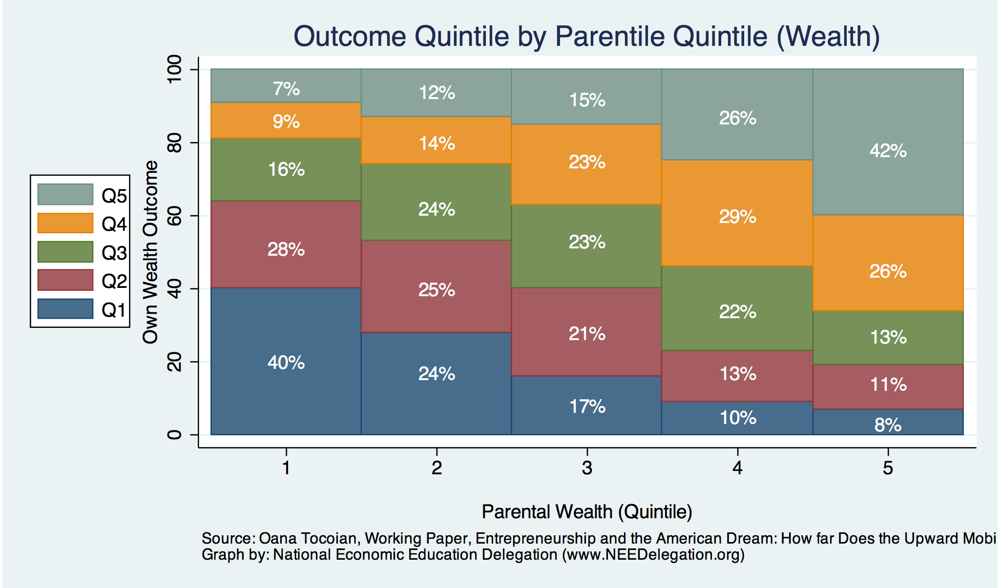 Outcome Quintile by Parentile Quintile (Wealth)
Own Wealth Outcome
100
80
60
40
20
0
Q5
Q4
Q3
Q2
Q1
7% 12% 15% 26% 42%
9% 14% 23% 29% 26%
16% 24% 23% 22% 13%
28% 25% 21% 13% 11%
40% 24% 17% 10% 8%
1 2 3 4 5
Parental Wealth (Quintile)
Source: Oana Tocoian, Working Paper, Entrepreneurship and the American Dream: How far Does the Upward Mobi
Graph by: National Economic Education Delegation (www.NEEDelegation.org)